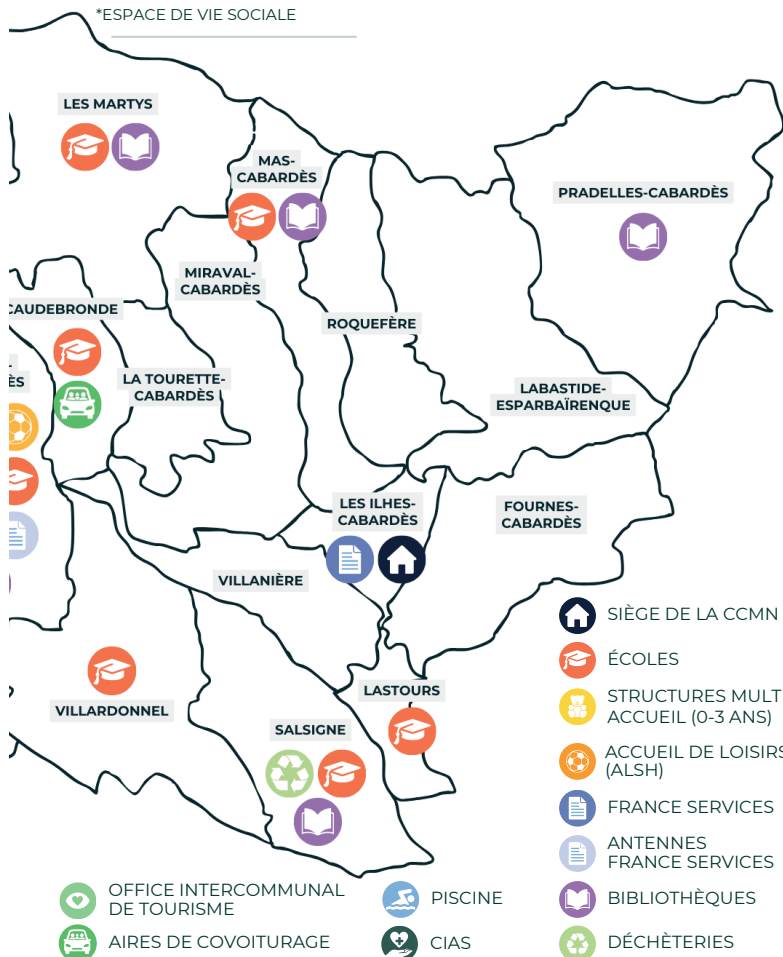 *ESPACE DE VIE SOCIALE
LES MARTYS
MAS-
CABARDÈS
PRADELLES-CABARDÈS
MIRAVAL-
CABARDÈS
CAUDEBRONDE
ROQUEFÈRE
LA TOURETTE-
CABARDÈS
ÈS
LABASTIDE-
ESPARBAÏRENQUE
LES ILHES-
CABARDÈS
FOURNES-
CABARDÈS
VILLANIÈRE
VILLARDONNEL
LASTOURS
SALSIGNE
SIÈGE DE LA CCMN
ÉCOLES
STRUCTURES MULT
ACCUEIL (0-3 ANS)
ACCUEIL DE LOISIRS
(ALSH)
FRANCE SERVICES
ANTENNES
FRANCE SERVICES
BIBLIOTHÈQUES
DÉCHÈTERIES
OFFICE INTERCOMMUNAL
DE TOURISME
AIRES DE COVOITURAGE
PISCINE
CIAS